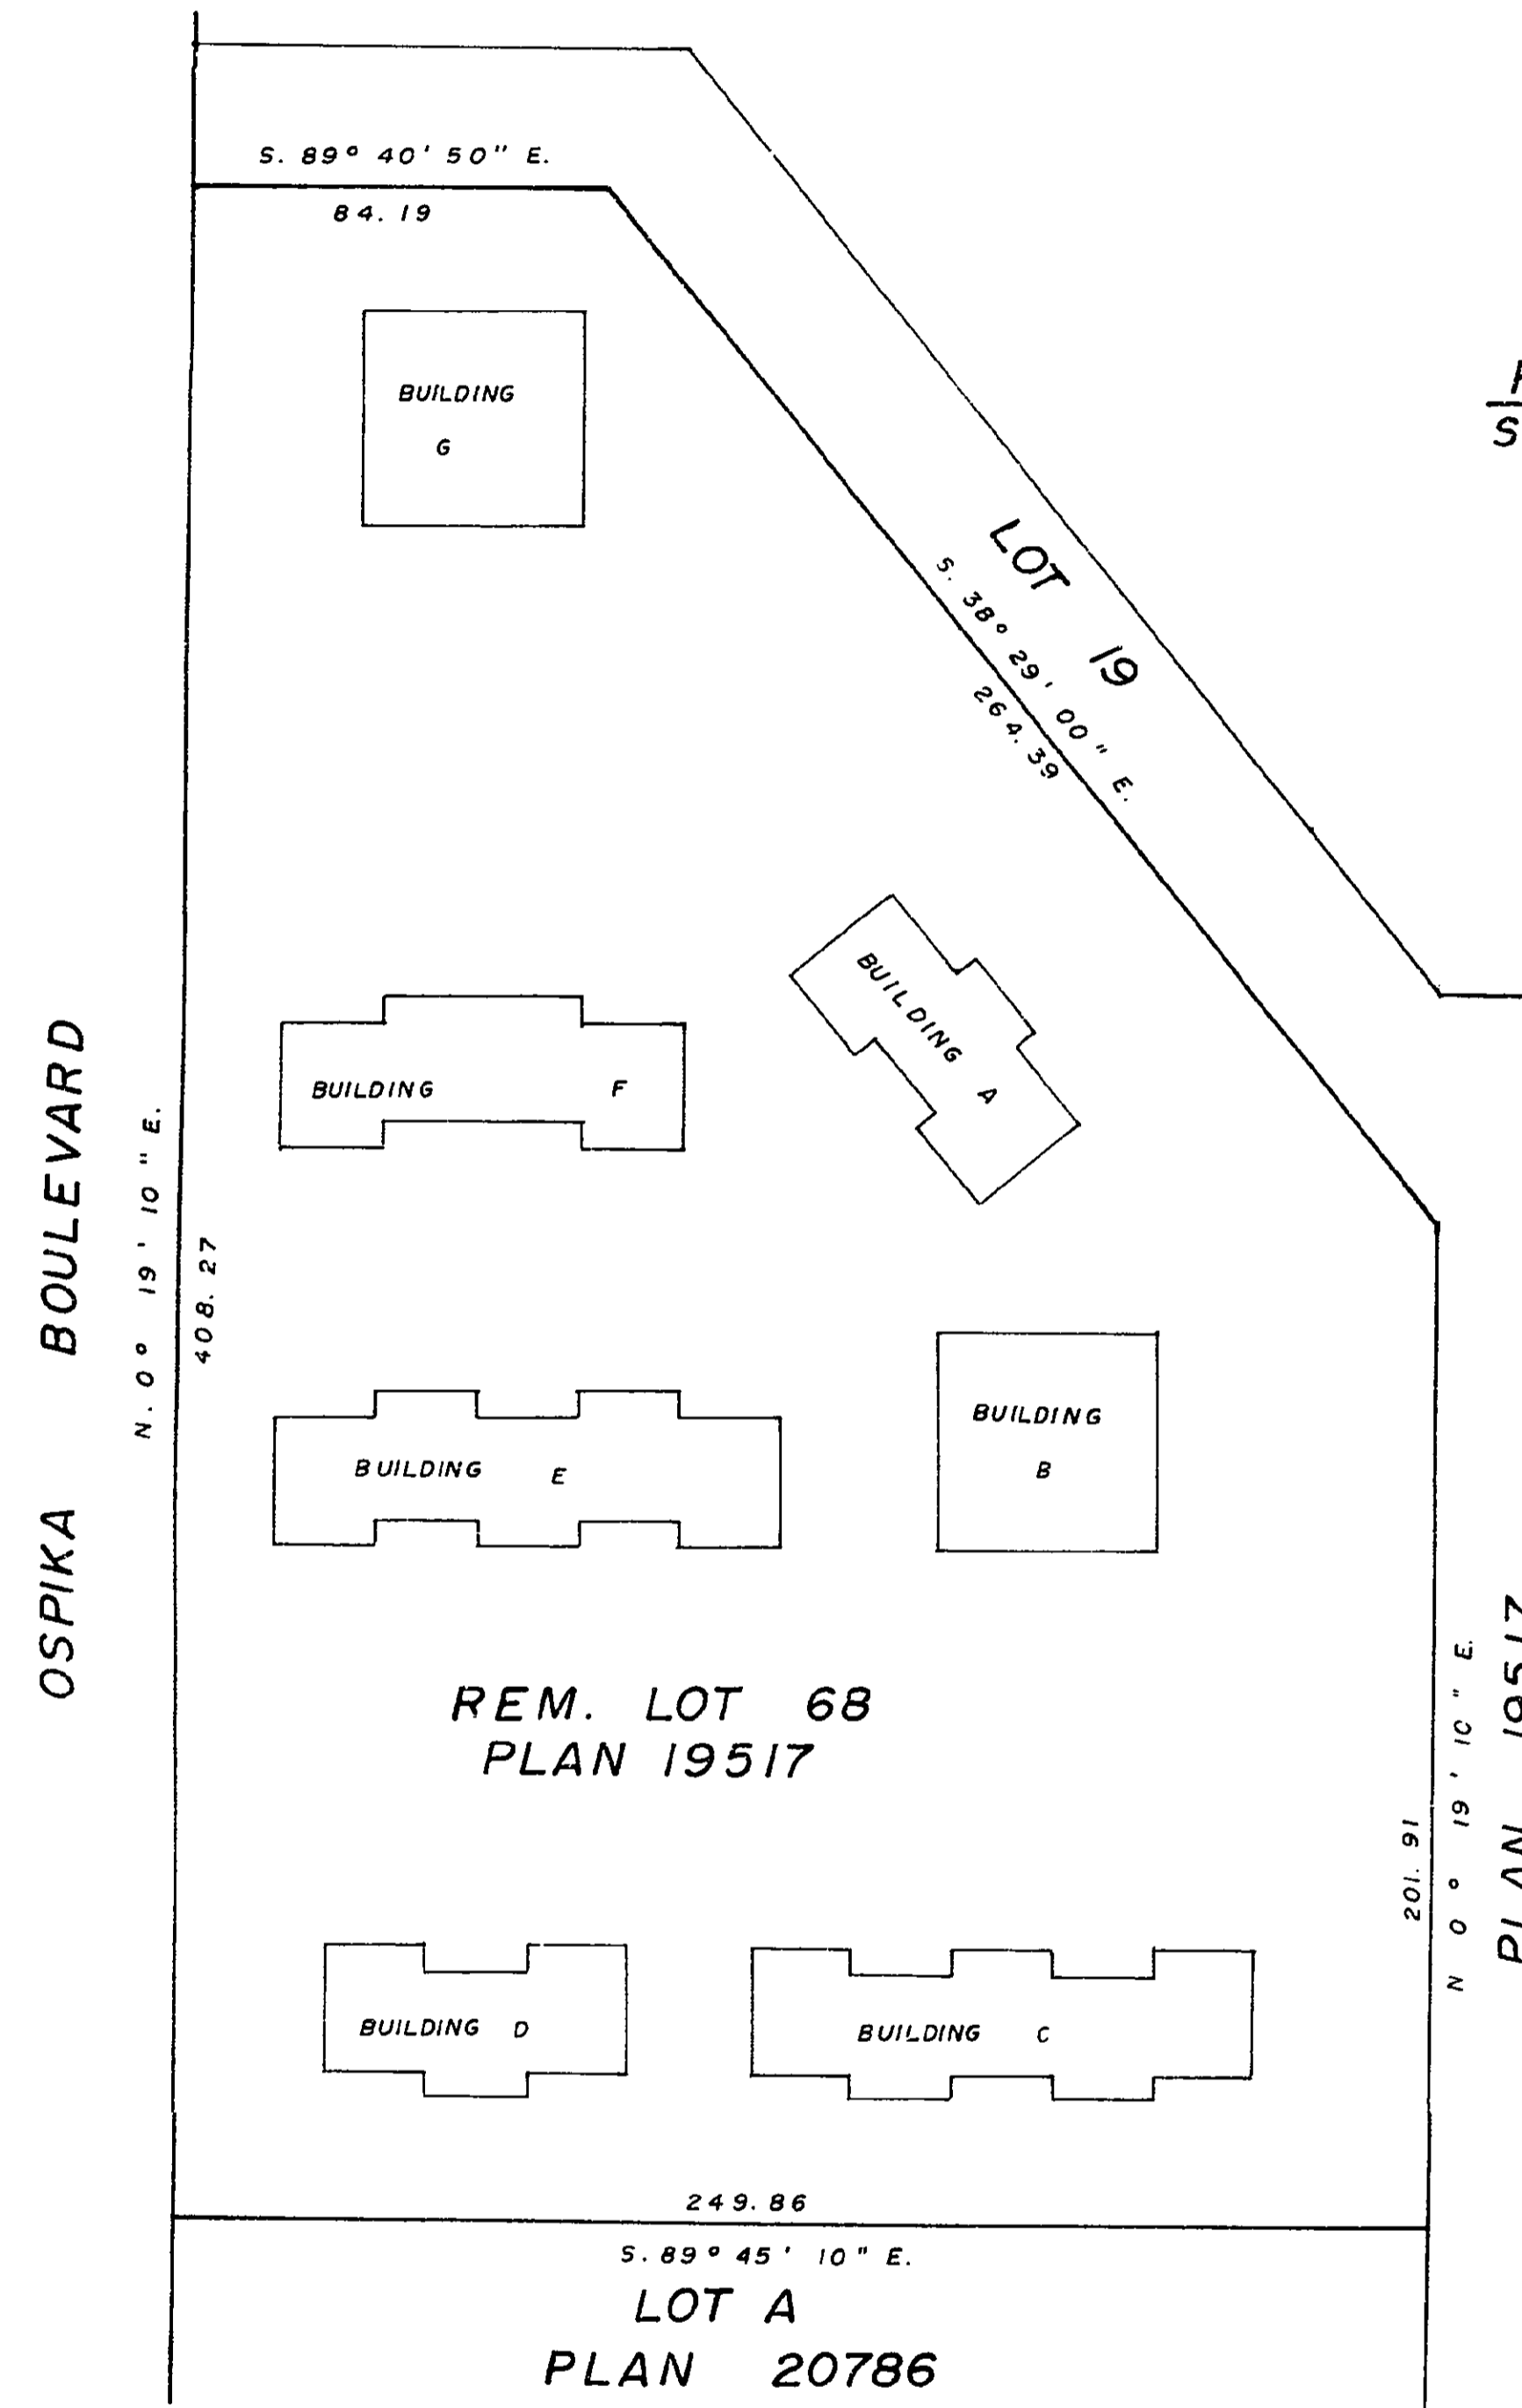 S. 89° 40' 50" E.
84. 19
BUILDING
G
S
LOT 19
S. 38° 29' 00" E.
264. 39
BUILDING A
BUILDING F
OSPIKA BOULEVARD
N. 0° 19' 10" E.
408. 27
BUILDING E
BUILDING
B
REM. LOT 68
PLAN 19517
201. 91
N 0° 19' 10" E.
PLAN 19517
BUILDING D
BUILDING C
249. 86
S. 89° 45' 10" E.
LOT A
PLAN 20786